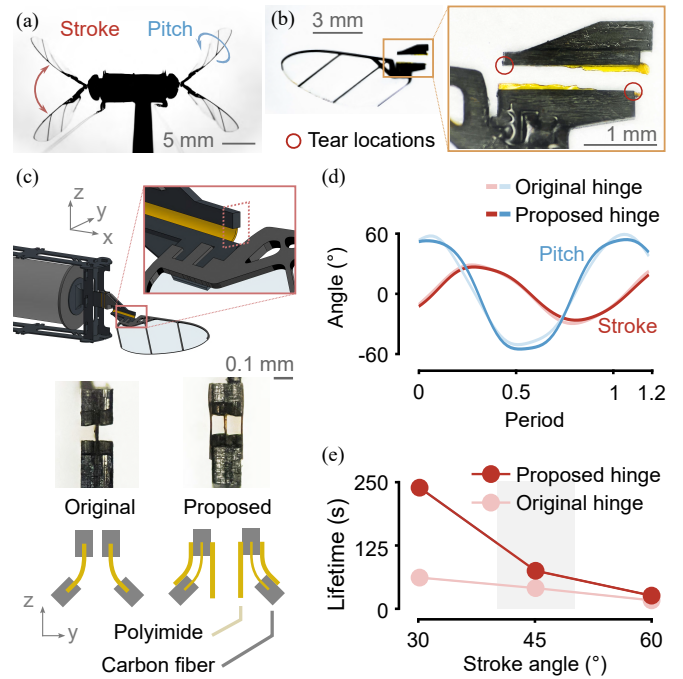 (a)
Stroke
Pitch
5 mm
(b)
3 mm
Tear locations
1 mm
(c)
z
y
x
0.1 mm
Original
Proposed
z
y
Polyimide
Carbon fiber
(d)
Original hinge
Proposed hinge
60
0
-60
Angle (°)
Pitch
Stroke
0
0.5
1
1.2
Period
(e)
Proposed hinge
Original hinge
250
125
0
Lifetime (s)
30
45
60
Stroke angle (°)